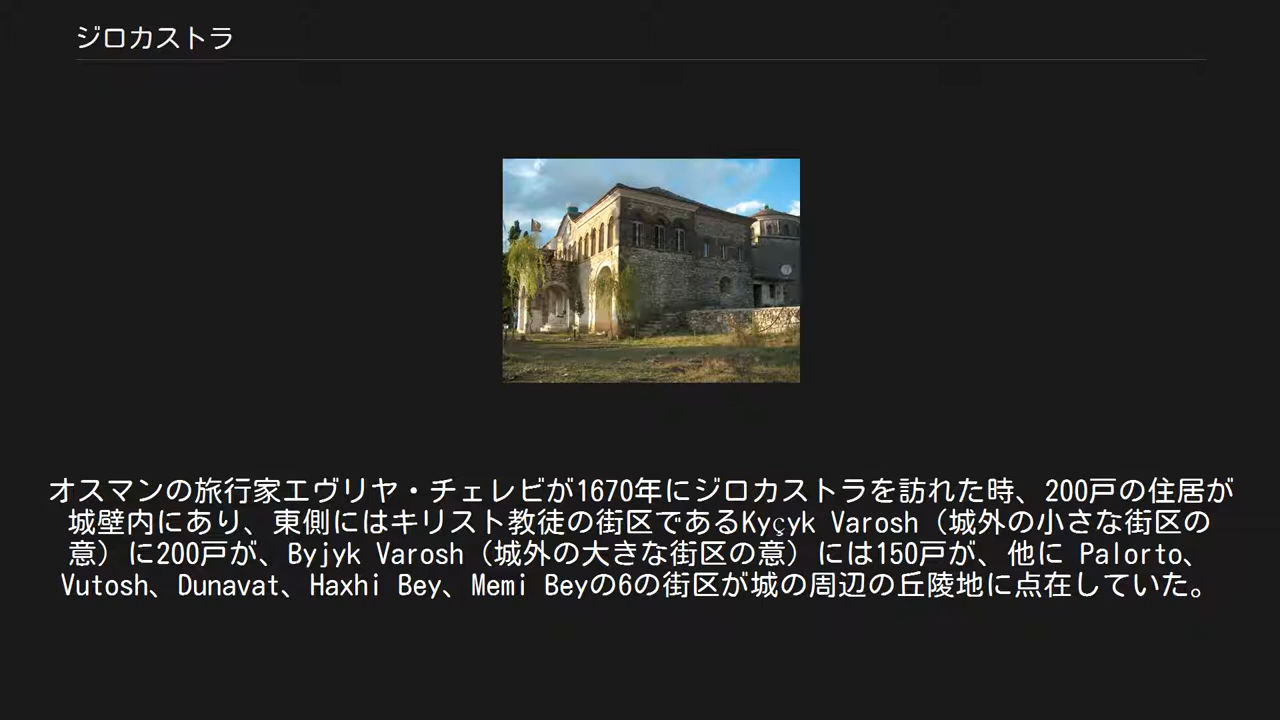 ジロカストラ
オスマンの旅行家エヴリヤ・チェレビが1670年にジロカストラを訪れた時、200戸の住居が
城壁内にあり、東側にはキリスト教徒の街区であるKyçyk Varosh（城外の小さな街区の
意）に200戸が、Byjyk Varosh（城外の大きな街区の意）には150戸が、他に Palorto、
Vutosh、Dunavat、Haxhi Bey、Memi Beyの6の街区が城の周辺の丘陵地に点在していた。